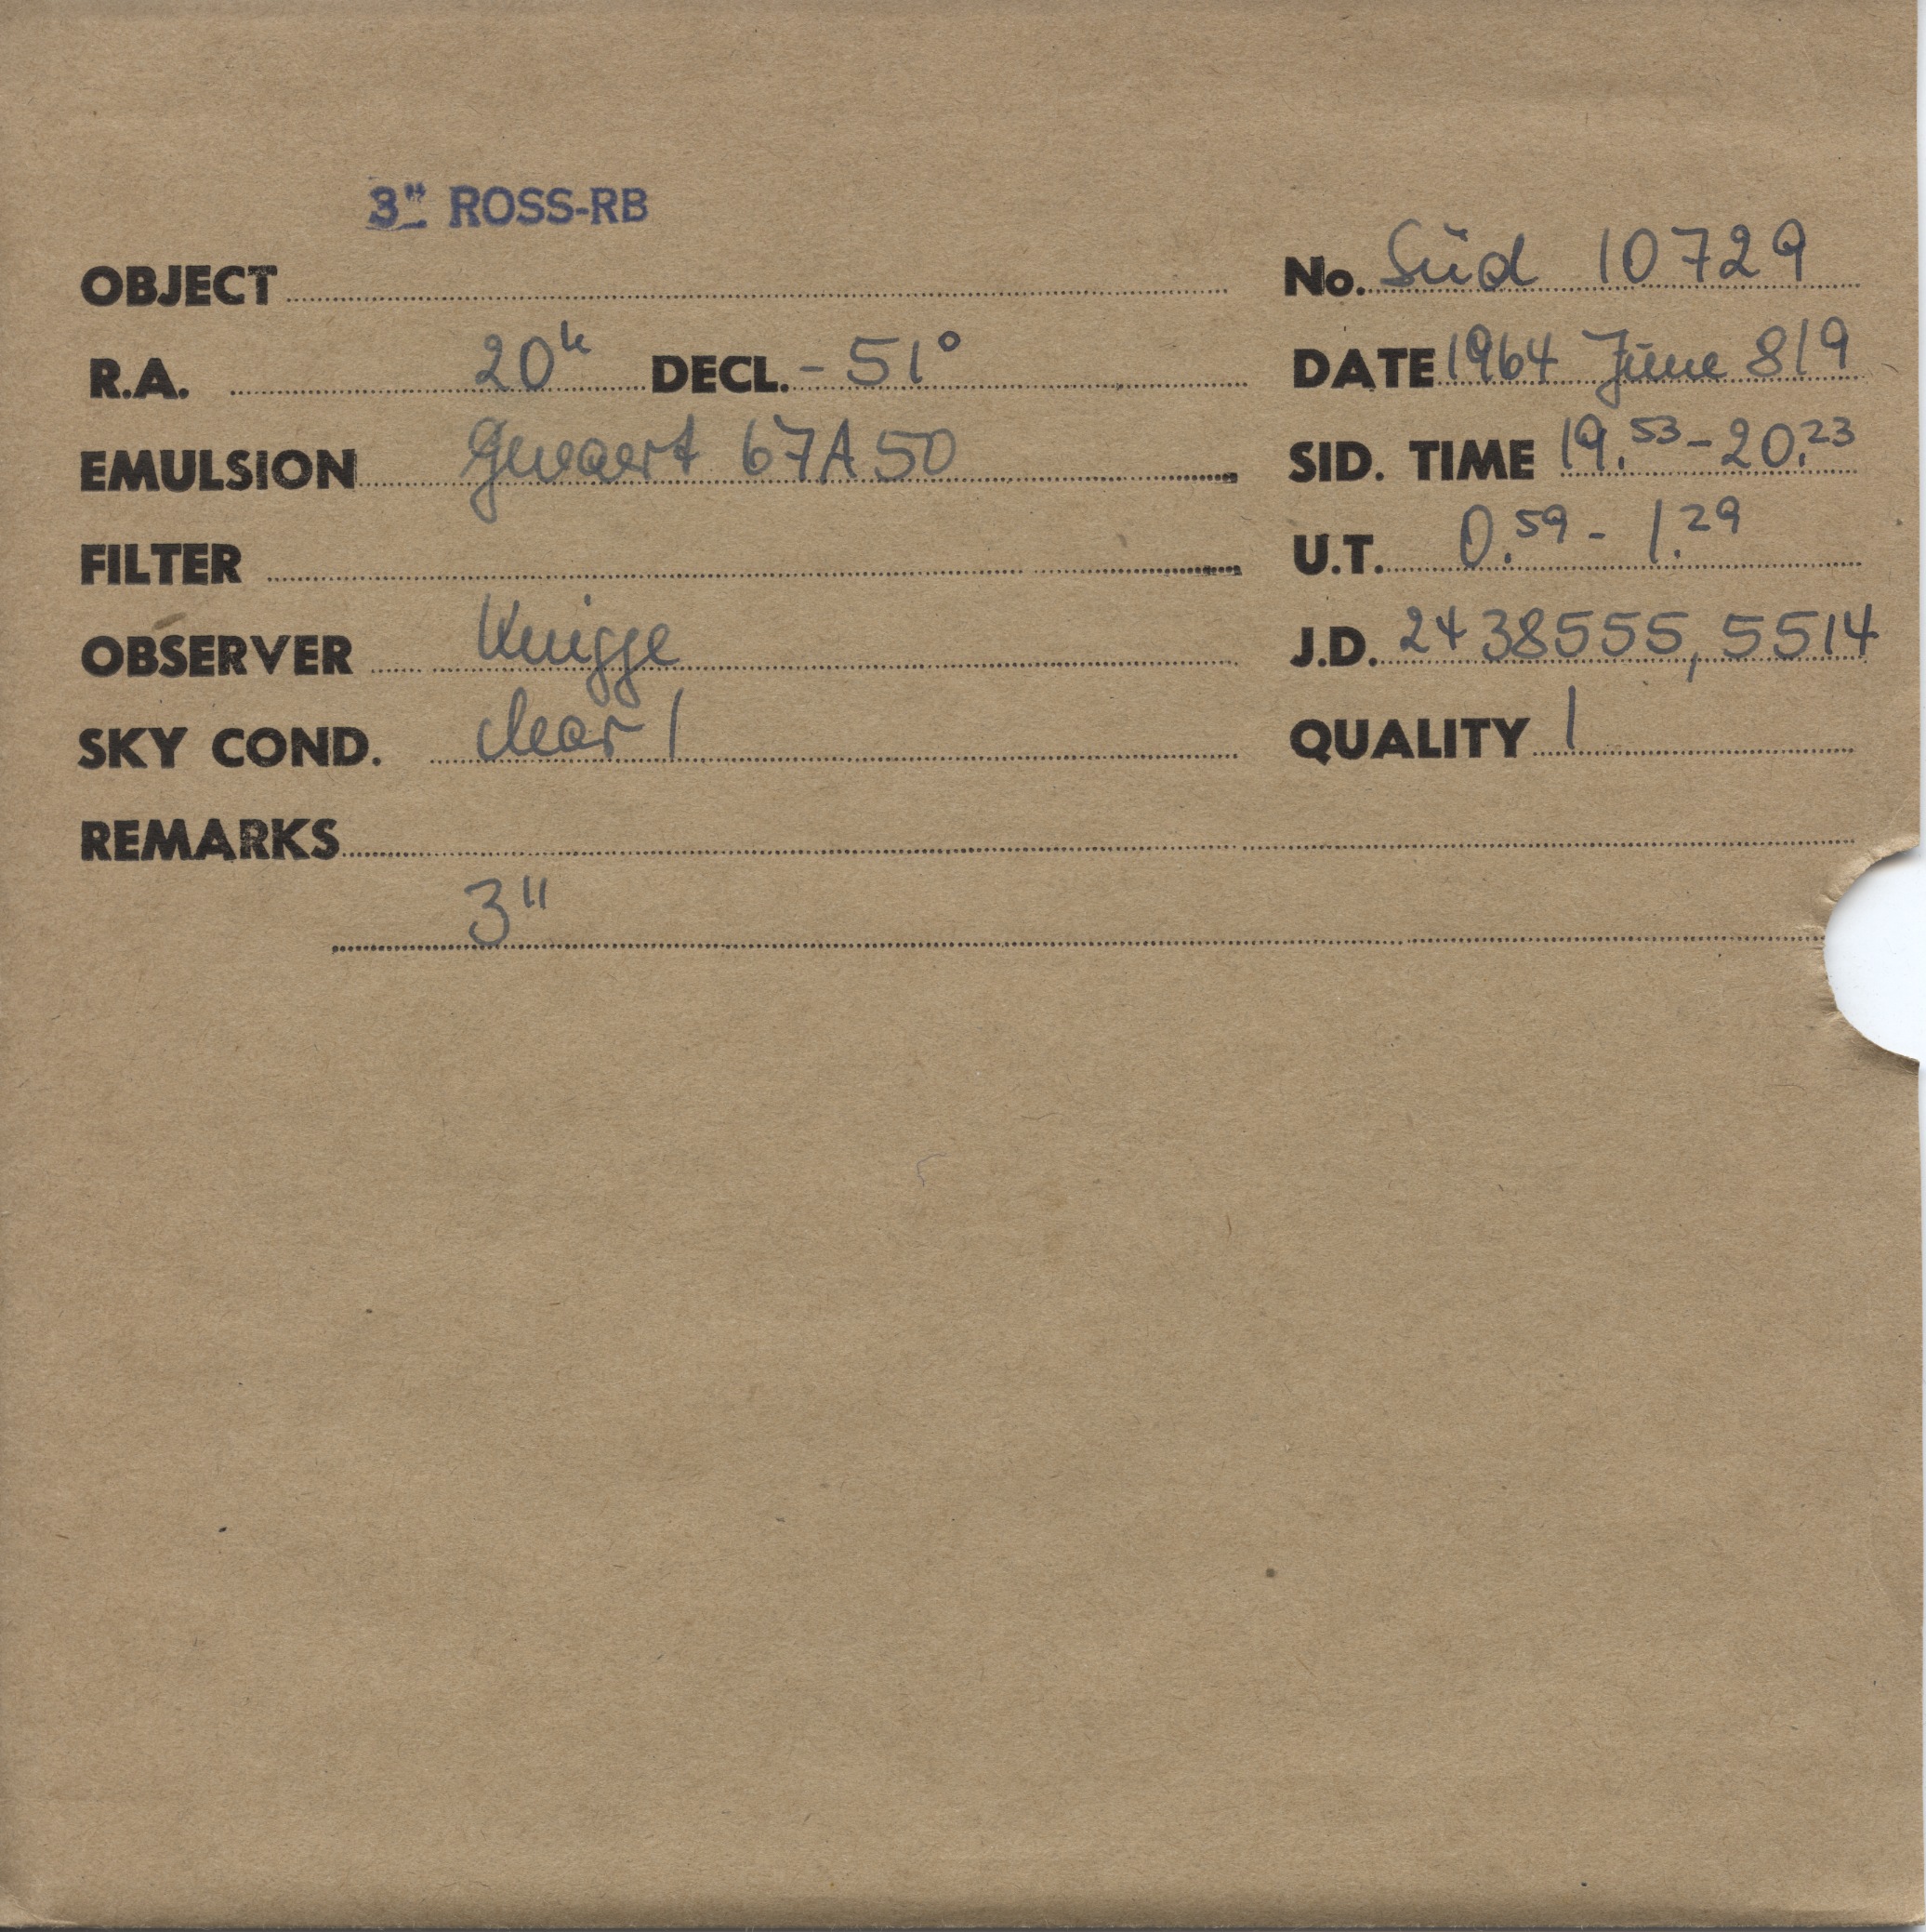 3" ROSS-RB
OBJECT
No. Süd 10729
R.A. 20h DECL. -51°
DATE 1964 June 8/9
EMULSION Gevaert 67A50
SID. TIME 19.53-20.23
FILTER
U.T. 0.59 - 1.29
OBSERVER Knigge
J.D. 2438555,5514
SKY COND. clear 1
QUALITY 1
REMARKS
3"